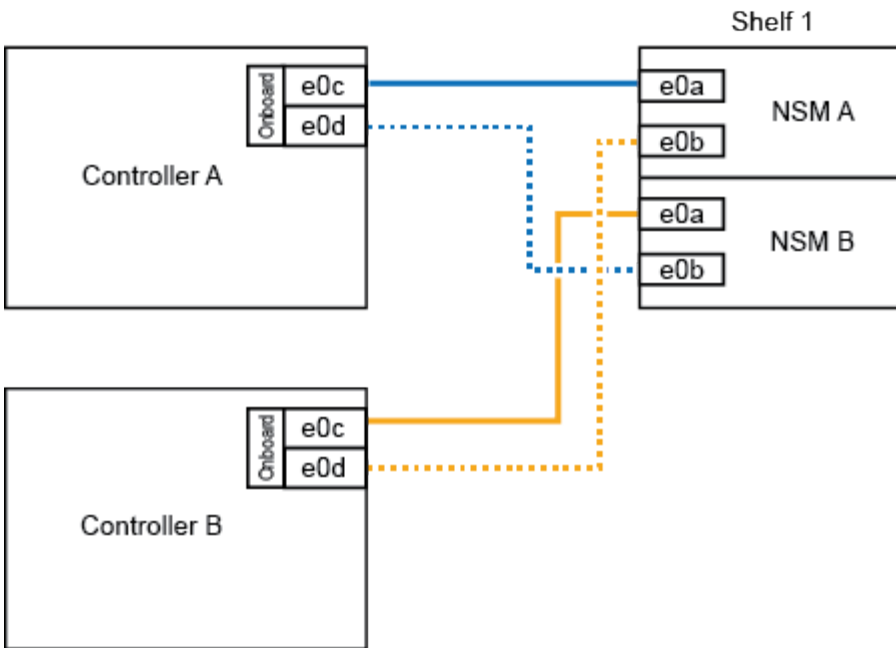 Shelf 1
Onboard
e0c
e0d
Controller A
e0a
e0b
NSM A
e0a
e0b
NSM B
Onboard
e0c
e0d
Controller B